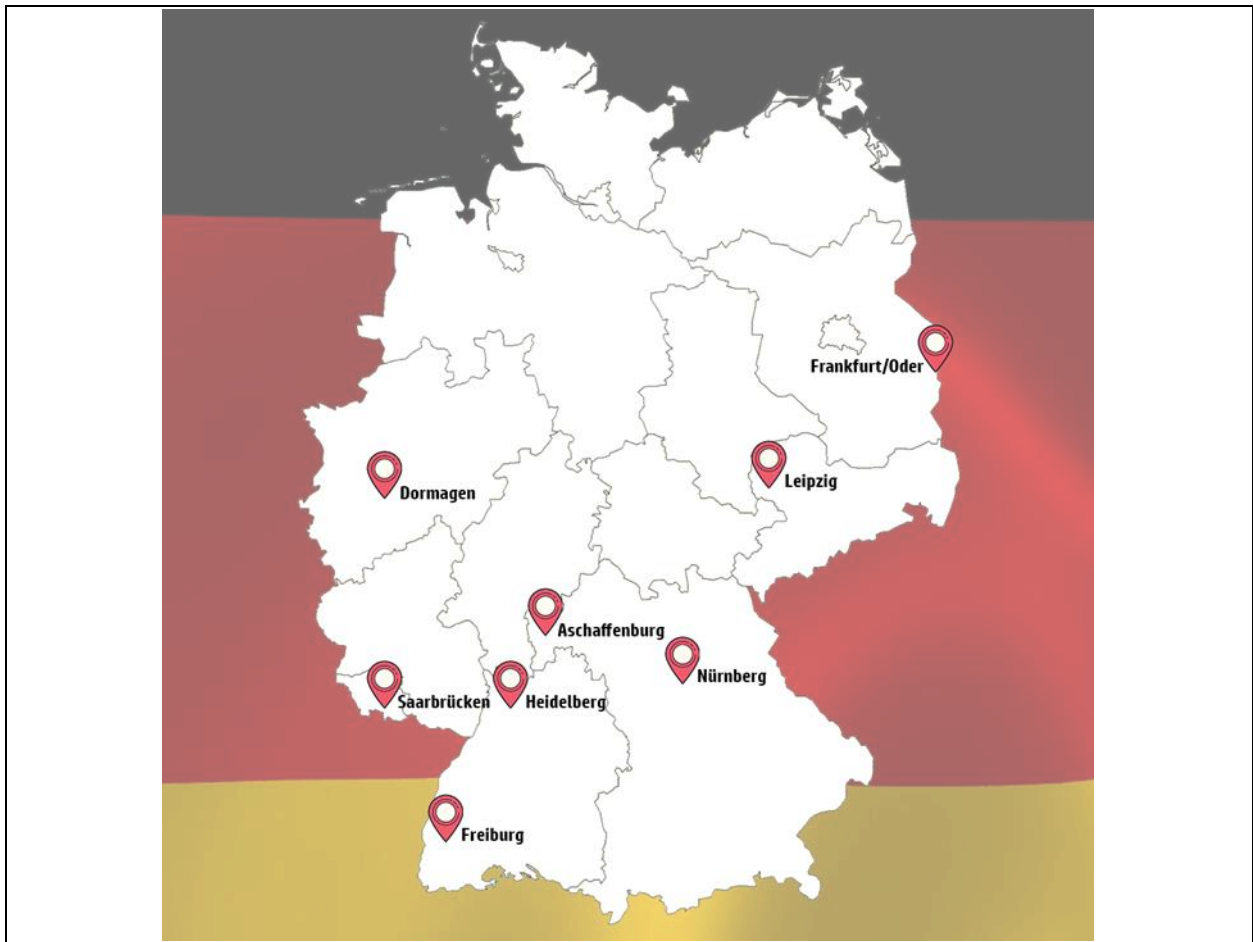 Frankfurt/Oder
Leipzig
Dormagen
Aschaffenburg
Nürnberg
Saarbrücken
Heidelberg
Freiburg